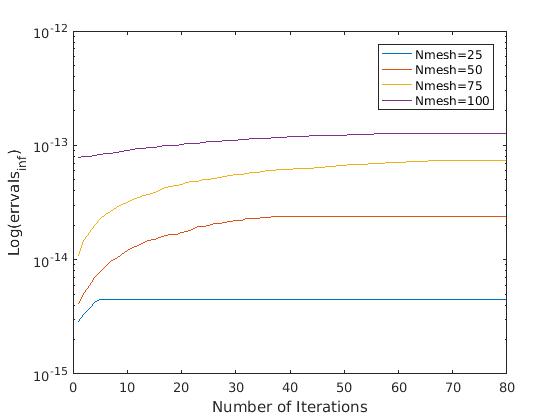 10-12
10-13
10-14
10-15
Log(errvalsinf)
0 10 20 30 40 50 60 70 80
Number of Iterations
Nmesh=25
Nmesh=50
Nmesh=75
Nmesh=100